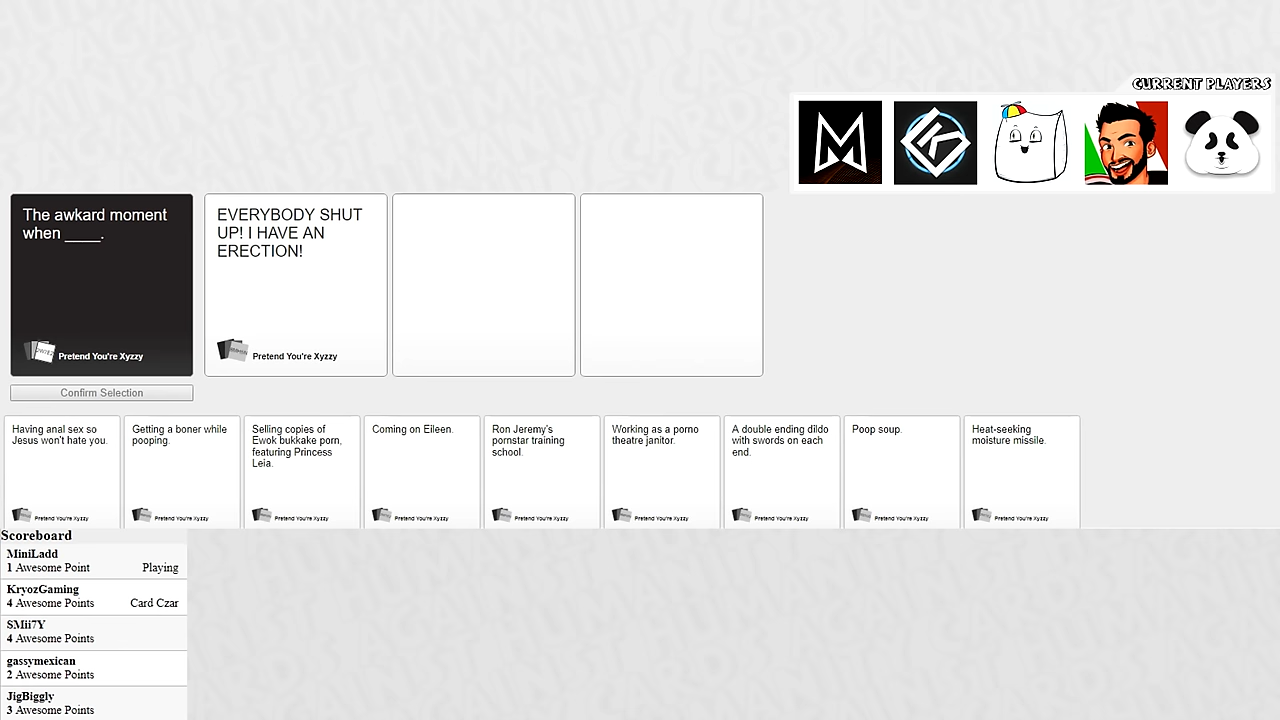 CURRENT PLAYERS
The awkard moment
when ____.
Pretend You're Xyzzy
EVERYBODY SHUT
UP! I HAVE AN
ERECTION!
Pretend You're Xyzzy
Confirm Selection
Having anal sex so
Jesus won't hate you.
Pretend You're Xyzzy
Getting a boner while
pooping.
Pretend You're Xyzzy
Selling copies of
Ewok bukkake porn,
featuring Princess
Leia.
Pretend You're Xyzzy
Coming on Eileen.
Pretend You're Xyzzy
Ron Jeremy's
pornstar training
school.
Pretend You're Xyzzy
Working as a porno
theatre janitor.
Pretend You're Xyzzy
A double ending dildo
with swords on each
end.
Pretend You're Xyzzy
Poop soup.
Pretend You're Xyzzy
Heat-seeking
moisture missile.
Pretend You're Xyzzy
Scoreboard
MiniLadd
1 Awesome Point Playing
KryozGaming
4 Awesome Points Card Czar
SMii7Y
4 Awesome Points
gassymexican
2 Awesome Points
JigBiggly
3 Awesome Points